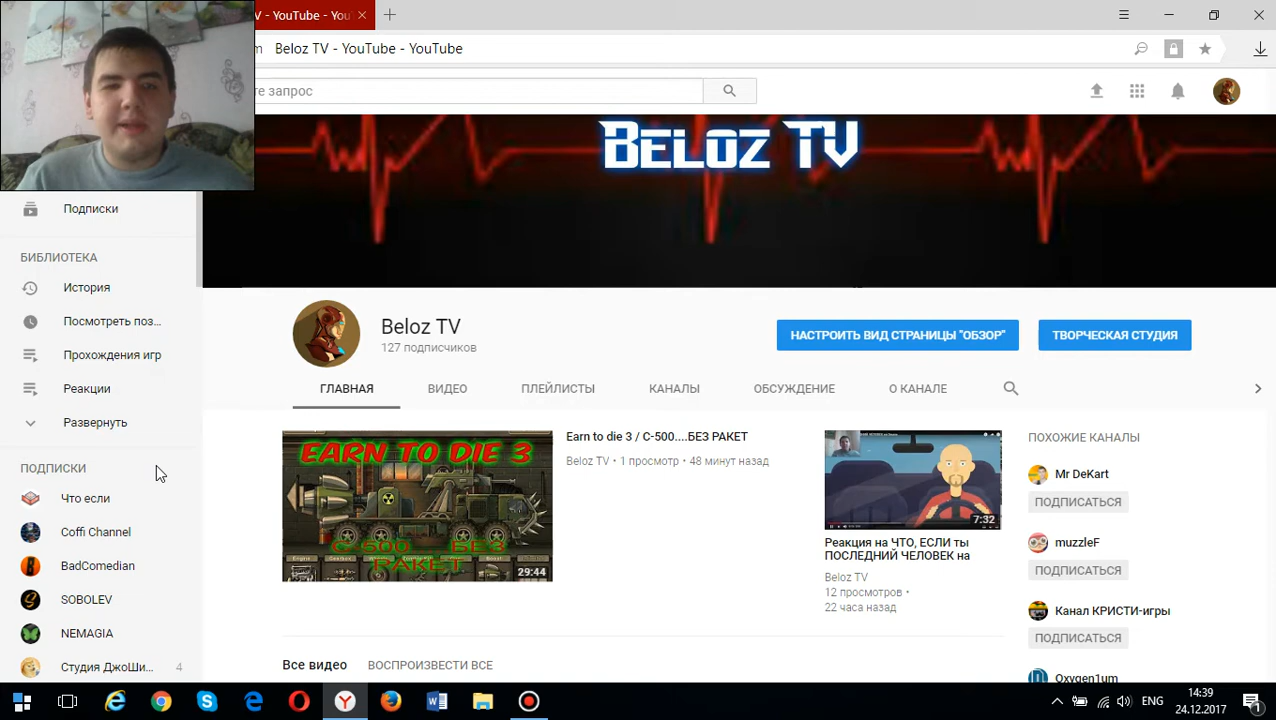 V - YouTube - You
Beloz TV - YouTube - YouTube
те запрос
BELOZ TV
Подписки
БИБЛИОТЕКА
История
Посмотреть поз...
Прохождения игр
Реакции
Развернуть
ПОДПИСКИ
Что если
Coffi Channel
BadComedian
SOBOLEV
NEMAGIA
Студия ДжоШи... 4
Beloz TV
127 подписчиков
НАСТРОИТЬ ВИД СТРАНИЦЫ "ОБЗОР"
ТВОРЧЕСКАЯ СТУДИЯ
ГЛАВНАЯ ВИДЕО ПЛЕЙЛИСТЫ КАНАЛЫ ОБСУЖДЕНИЕ О КАНАЛЕ
EARN TO DIE 3
С-500....БЕЗ
РАКЕТ
29:44
Earn to die 3 / С-500....БЕЗ РАКЕТ
Beloz TV • 1 просмотр • 48 минут назад
7:32
Реакция на ЧТО, ЕСЛИ ты
ПОСЛЕДНИЙ ЧЕЛОВЕК на
Beloz TV
12 просмотров •
22 часа назад
ПОХОЖИЕ КАНАЛЫ
Mr DeKart
ПОДПИСАТЬСЯ
muzzleF
ПОДПИСАТЬСЯ
Канал КРИСТИ-игры
ПОДПИСАТЬСЯ
Oxygen1um
Все видео ВОСПРОИЗВЕСТИ ВСЕ
ENG
14:39
24.12.2017
1